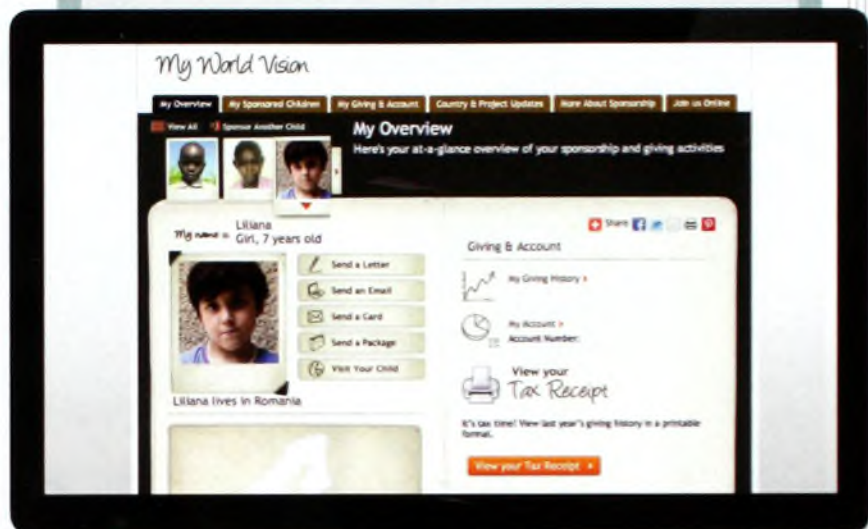 My World Vision
My Overview
My Sponsored Children
My Giving & Account
Country & Project Updates
More About Sponsorship
Join us Online
View All
Sponsor Another Child
My Overview
Here's your at-a-glance overview of your sponsorship and giving activities
My name is Liliana
Girl, 7 years old
Send a Letter
Send an Email
Send a Card
Send a Package
Visit Your Child
Liliana lives in Romania
Share
Giving & Account
My Giving History
My Account
Account Number:
View your
Tax Receipt
It's tax time! View last year's giving history in a printable
format.
View your Tax Receipt